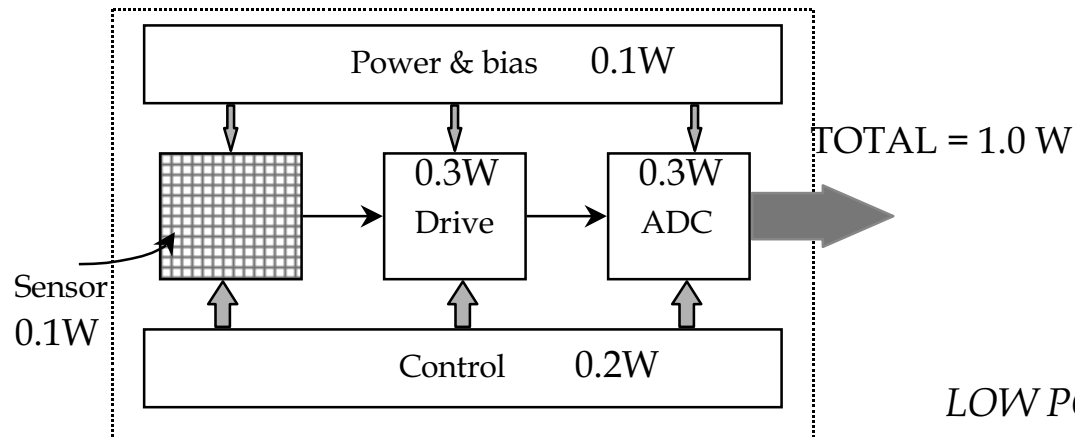 Power & bias 0.1W
TOTAL = 1.0 W
0.3W
Drive
0.3W
ADC
Sensor
0.1W
Control 0.2W
LOW